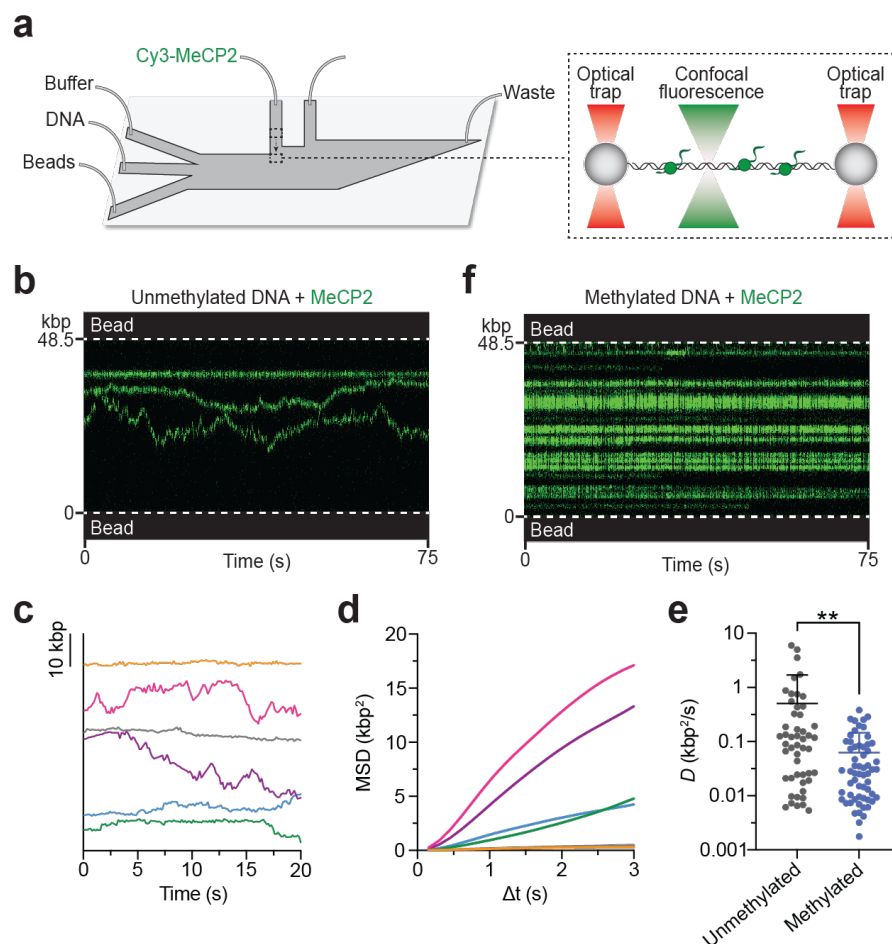 a
Cy3-MeCP2
Buffer
DNA
Beads
Waste
Optical
trap
Confocal
fluorescence
Optical
trap
b
Unmethylated DNA + MeCP2
kbp
48.5
Bead
0
Bead
0
Time (s)
75
f
Methylated DNA + MeCP2
kbp
48.5
Bead
0
Bead
0
Time (s)
75
c
10 kbp
0
5
10
15
20
Time (s)
d
MSD (kbp²)
20
15
10
5
0
0
1
2
3
Δt (s)
e
**
D (kbp²/s)
10
1
0.1
0.01
0.001
Unmethylated
Methylated